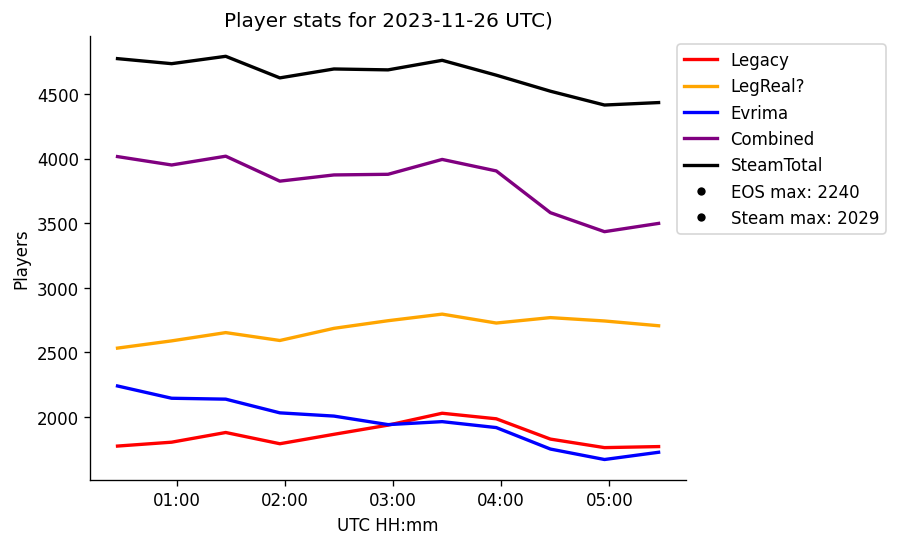 Player stats for 2023-11-26 UTC)
Legacy
LegReal?
Evrima
Combined
SteamTotal
EOS max: 2240
Steam max: 2029
Players
4500
4000
3500
3000
2500
2000
01:00 02:00 03:00 04:00 05:00
UTC HH:mm